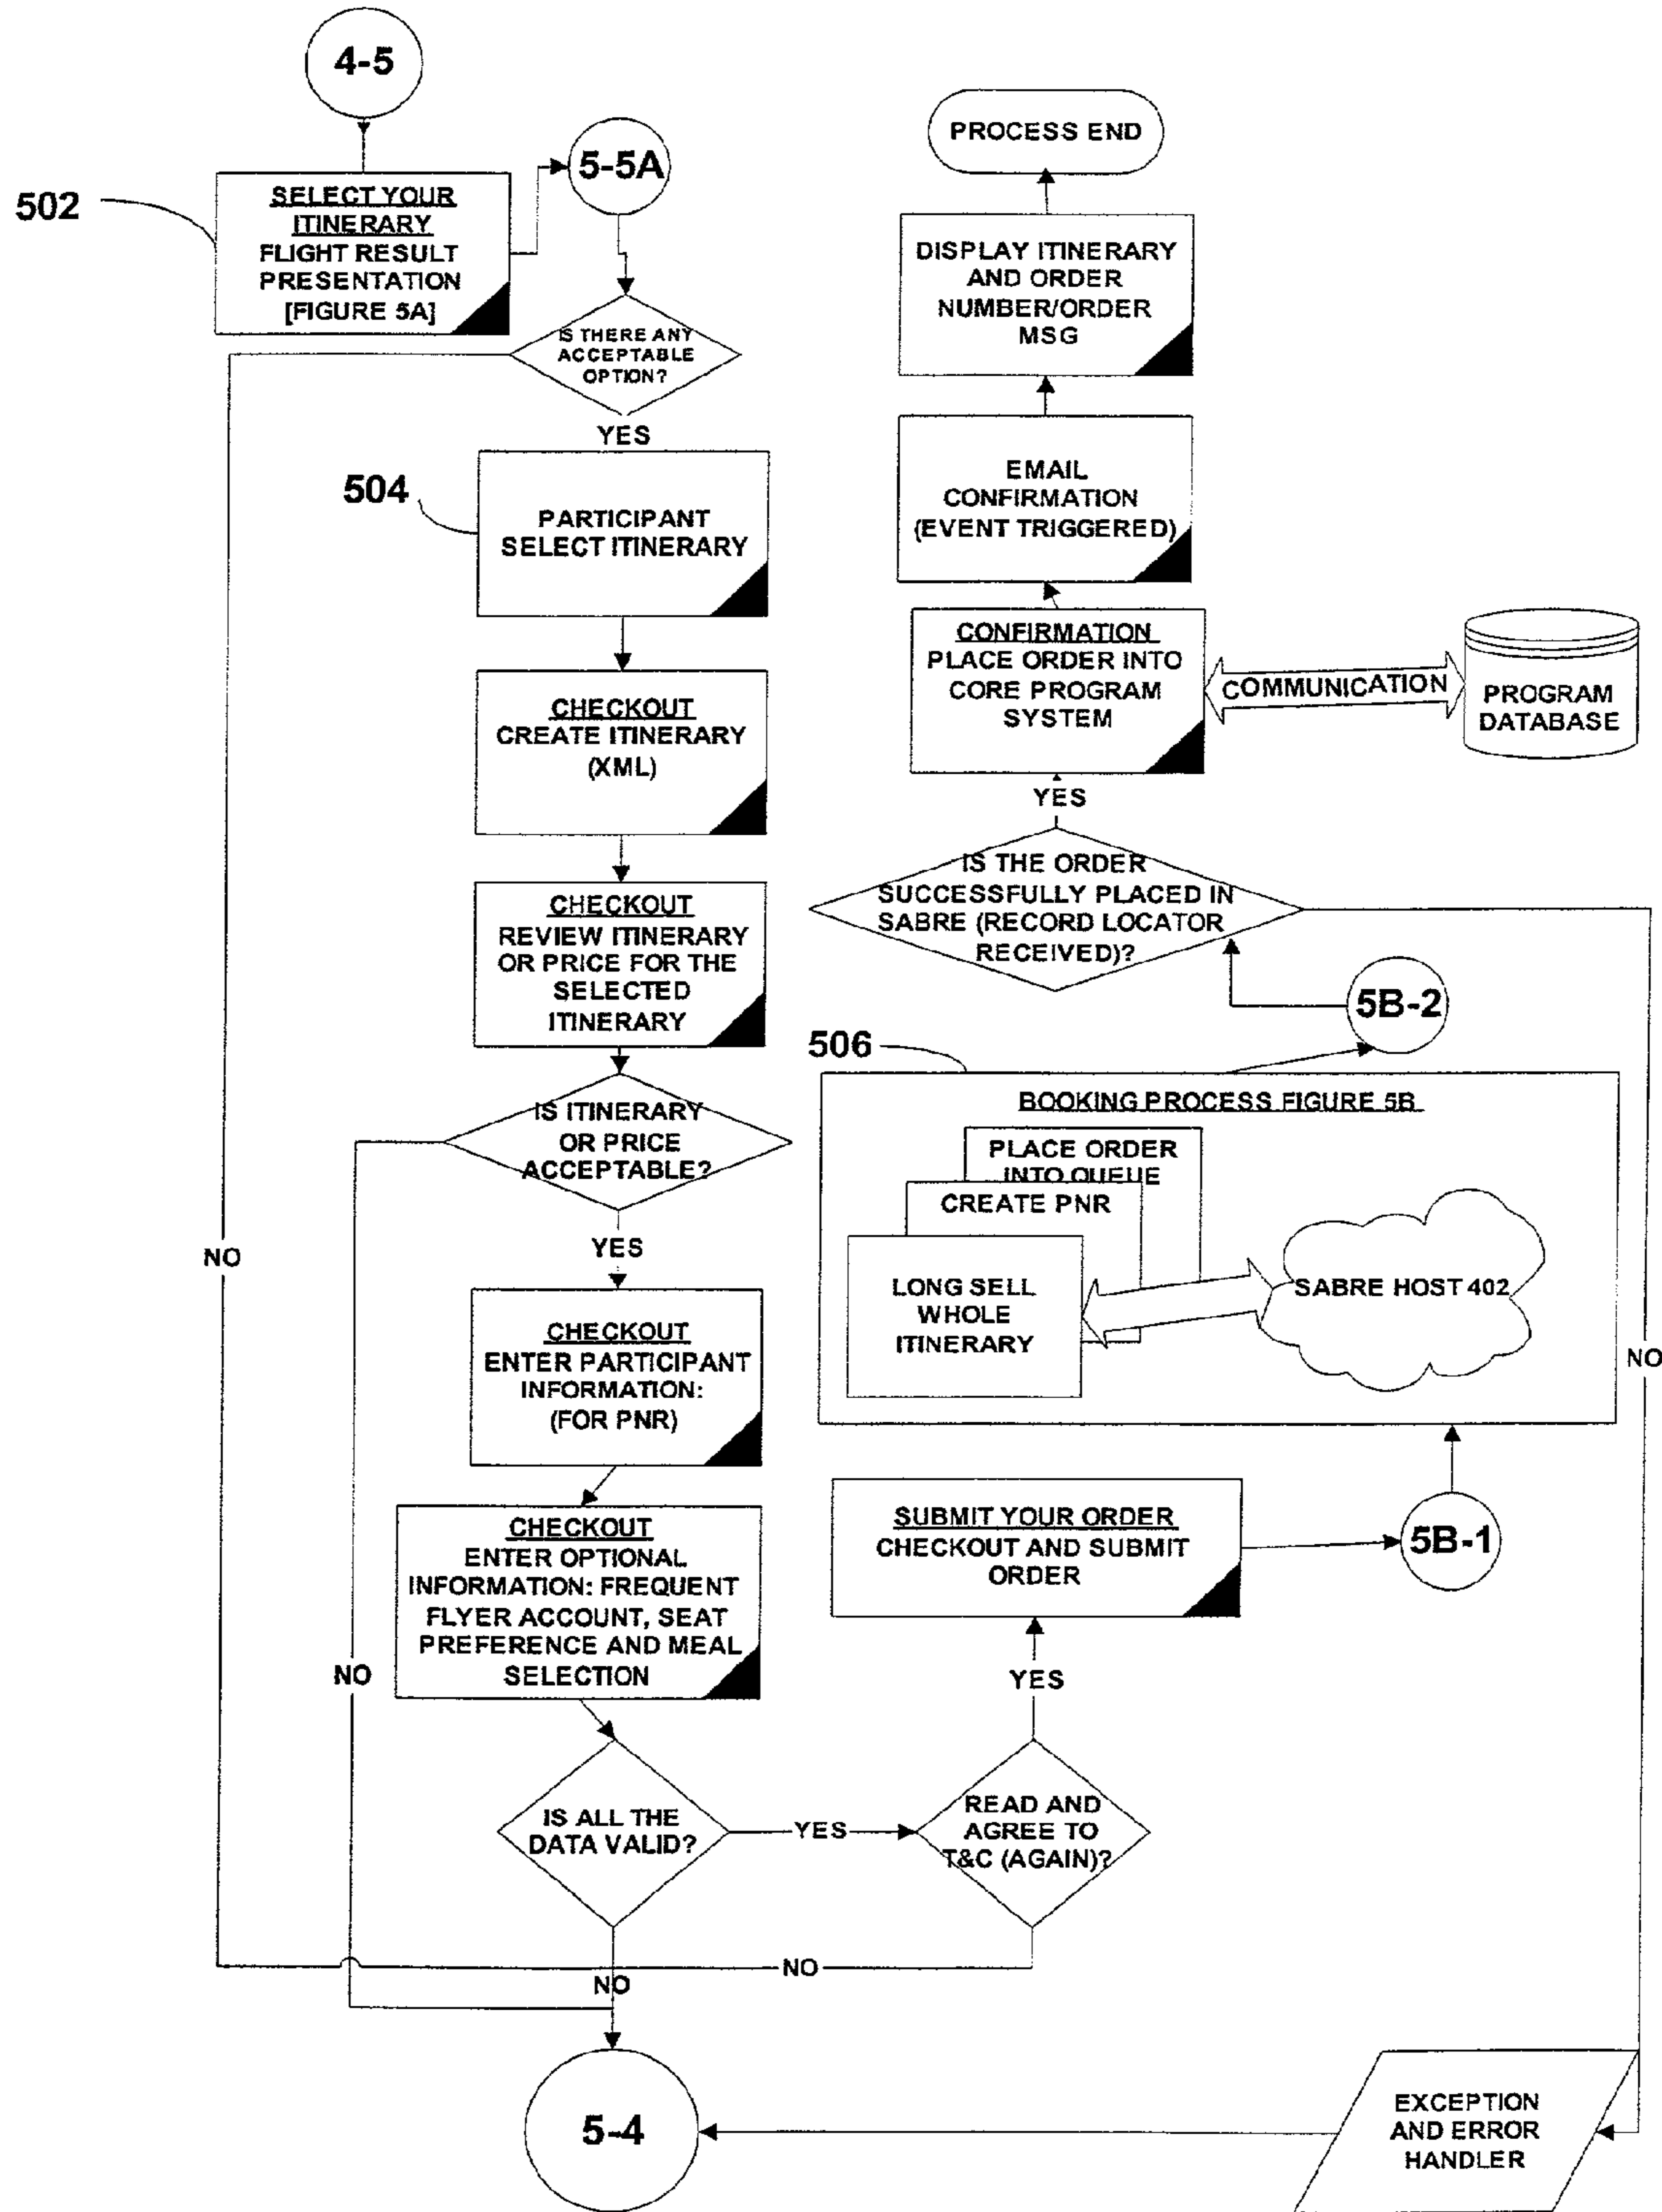 4-5
5-5A
502
SELECT YOUR
ITINERARY
FLIGHT RESULT
PRESENTATION
[FIGURE 5A]
IS THERE ANY
ACCEPTABLE
OPTION?
YES
504
PARTICIPANT
SELECT ITINERARY
CHECKOUT
CREATE ITINERARY
(XML)
CHECKOUT
REVIEW ITINERARY
OR PRICE FOR THE
SELECTED
ITINERARY
IS ITINERARY
OR PRICE
ACCEPTABLE?
NO
YES
CHECKOUT
ENTER PARTICIPANT
INFORMATION:
(FOR PNR)
CHECKOUT
ENTER OPTIONAL
INFORMATION: FREQUENT
FLYER ACCOUNT, SEAT
PREFERENCE AND MEAL
SELECTION
NO
IS ALL THE
DATA VALID?
YES
READ AND
AGREE TO
T&C (AGAIN)?
NO
NO
5-4
YES
SUBMIT YOUR ORDER
CHECKOUT AND SUBMIT
ORDER
5B-1
506
BOOKING PROCESS FIGURE 5B
PLACE ORDER
INTO QUEUE
CREATE PNR
LONG SELL
WHOLE
ITINERARY
SABRE HOST 402
5B-2
IS THE ORDER
SUCCESSFULLY PLACED IN
SABRE (RECORD LOCATOR
RECEIVED)?
YES
NO
CONFIRMATION
PLACE ORDER INTO
CORE PROGRAM
SYSTEM
COMMUNICATION
PROGRAM
DATABASE
EMAIL
CONFIRMATION
(EVENT TRIGGERED)
DISPLAY ITINERARY
AND ORDER
NUMBER/ORDER
MSG
PROCESS END
EXCEPTION
AND ERROR
HANDLER